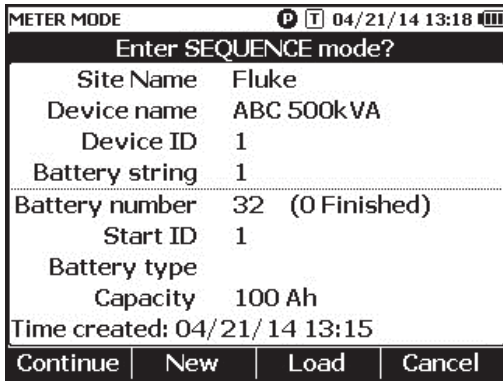 METER MODE P T 04/21/14 13:18
Enter SEQUENCE mode?
Site Name Fluke
Device name ABC 500kVA
Device ID 1
Battery string 1
Battery number 32 (0 Finished)
Start ID 1
Battery type
Capacity 100 Ah
Time created: 04/21/14 13:15
Continue New Load Cancel